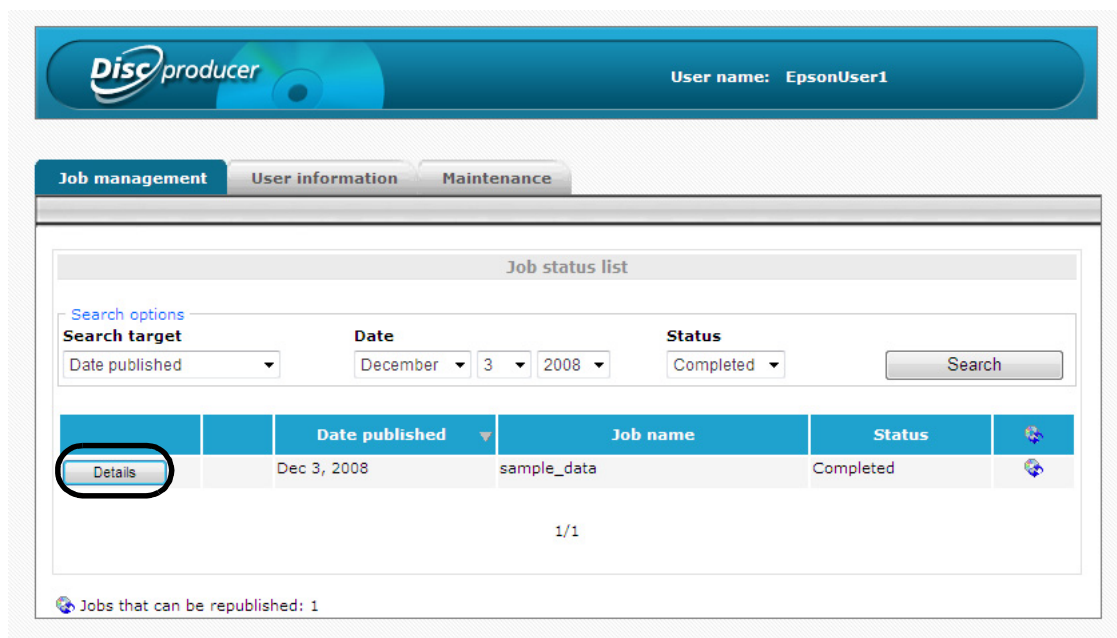 Disc producer
User name: EpsonUser1
Job management User information Maintenance
Job status list
Search options
Search target Date Status
Date published December 3 2008 Completed Search
Date published Job name Status
Details Dec 3, 2008 sample_data Completed
1/1
Jobs that can be republished: 1